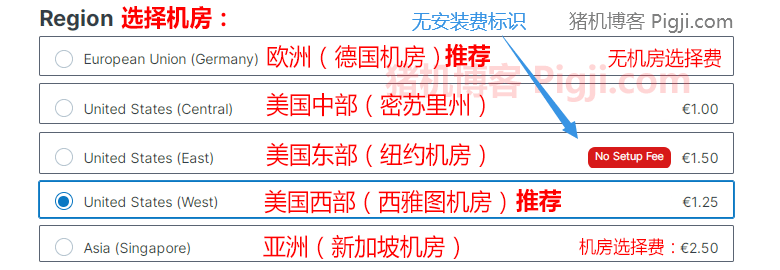 Region 选择机房： 无安装费标识 猪机博客 Pigji.com
European Union (Germany) 欧洲（德国机房）推荐 无机房选择费
猪机博客 Pigji.com
United States (Central) 美国中部（密苏里州） €1.00
United States (East) 美国东部（纽约机房） No Setup Fee €1.50
United States (West) 美国西部（西雅图机房）推荐 €1.25
Asia (Singapore) 亚洲（新加坡机房） 机房选择费：€2.50